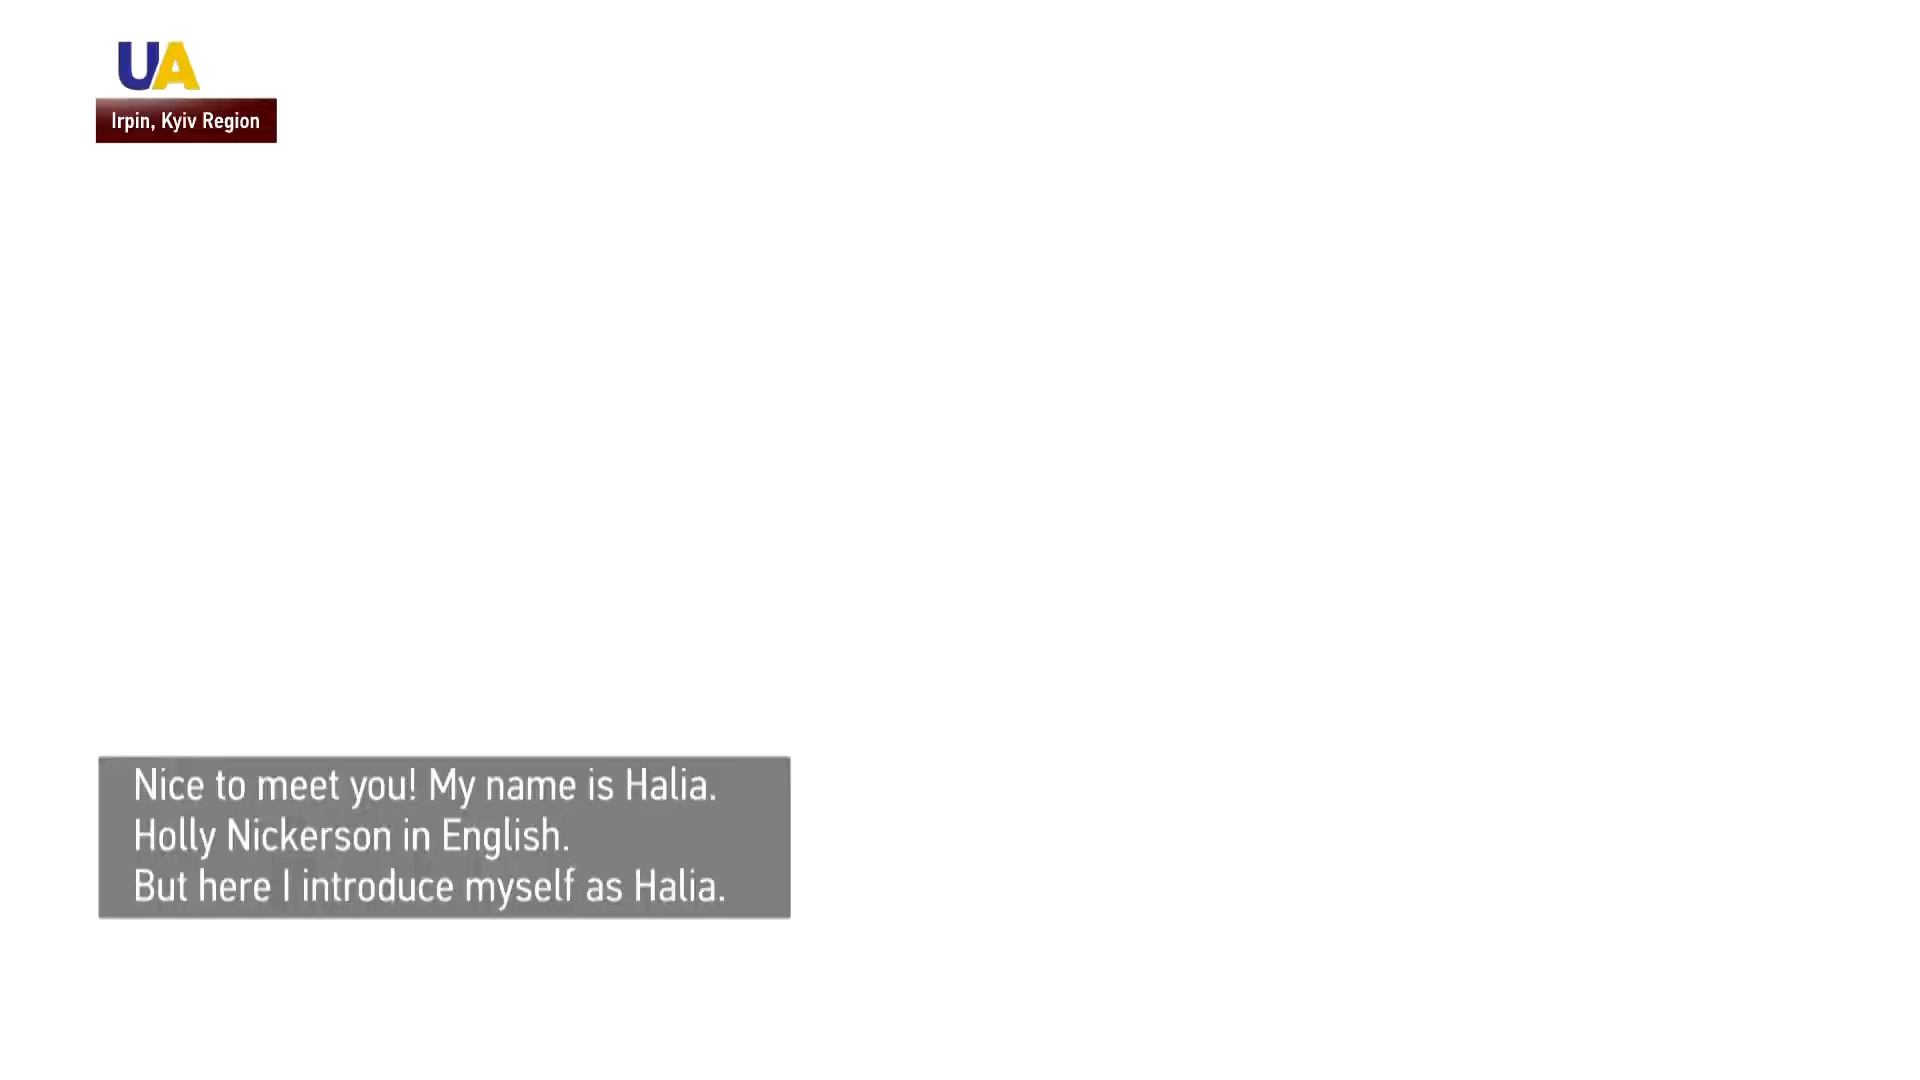 UA
Irpin, Kyiv Region
Nice to meet you! My name is Halia.
Holly Nickerson in English.
But here I introduce myself as Halia.